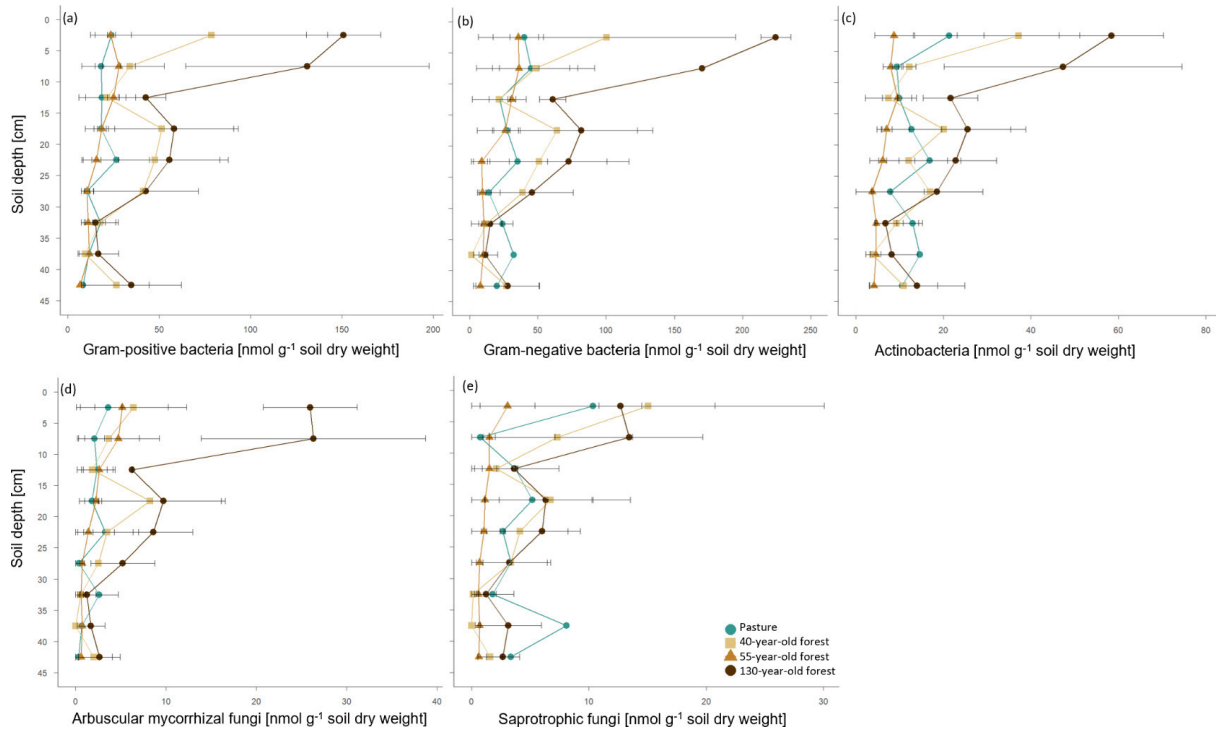 (a)
(b)
(c)
0
5
10
15
20
25
30
35
40
45
Soil depth [cm]
0 50 100 150 200
0 50 100 150 200 250
0 20 40 60 80
Gram-positive bacteria [nmol g⁻¹ soil dry weight]
Gram-negative bacteria [nmol g⁻¹ soil dry weight]
Actinobacteria [nmol g⁻¹ soil dry weight]
(d)
(e)
0
5
10
15
20
25
30
35
40
45
Soil depth [cm]
Pasture
40-year-old forest
55-year-old forest
130-year-old forest
0 10 20 30 40
0 10 20 30
Arbuscular mycorrhizal fungi [nmol g⁻¹ soil dry weight]
Saprotrophic fungi [nmol g⁻¹ soil dry weight]